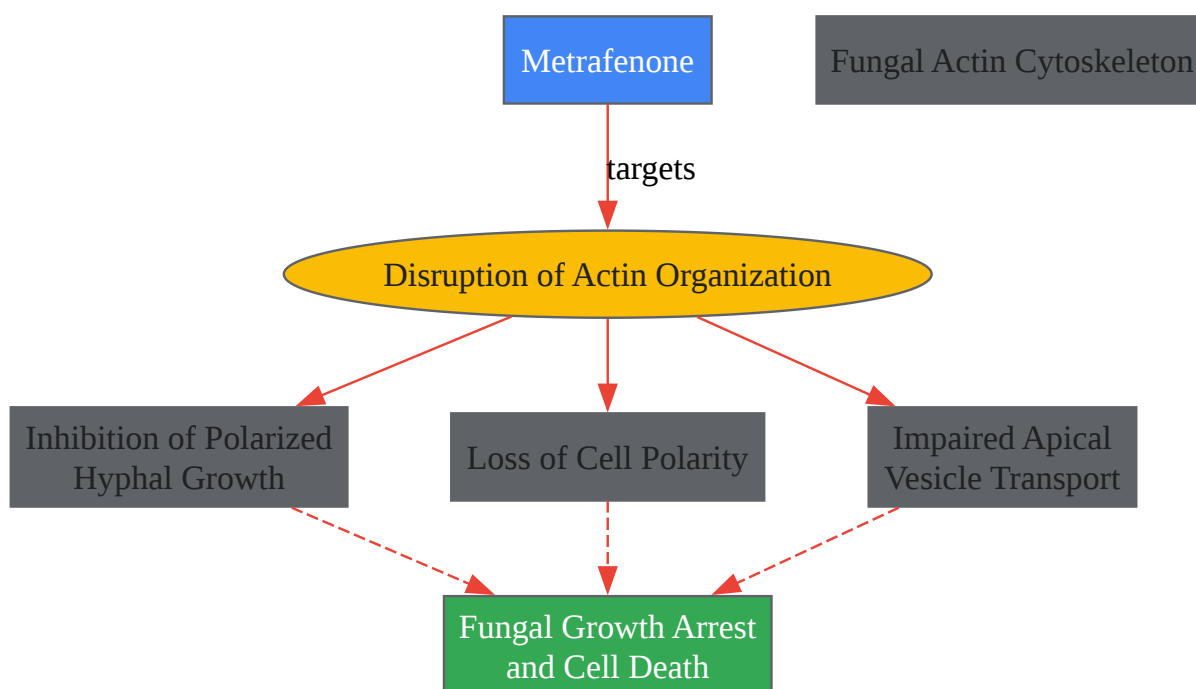 Metrafenone
Fungal Actin Cytoskeleton
targets
Disruption of Actin Organization
Inhibition of Polarized
Hyphal Growth
Loss of Cell Polarity
Impaired Apical
Vesicle Transport
Fungal Growth Arrest
and Cell Death